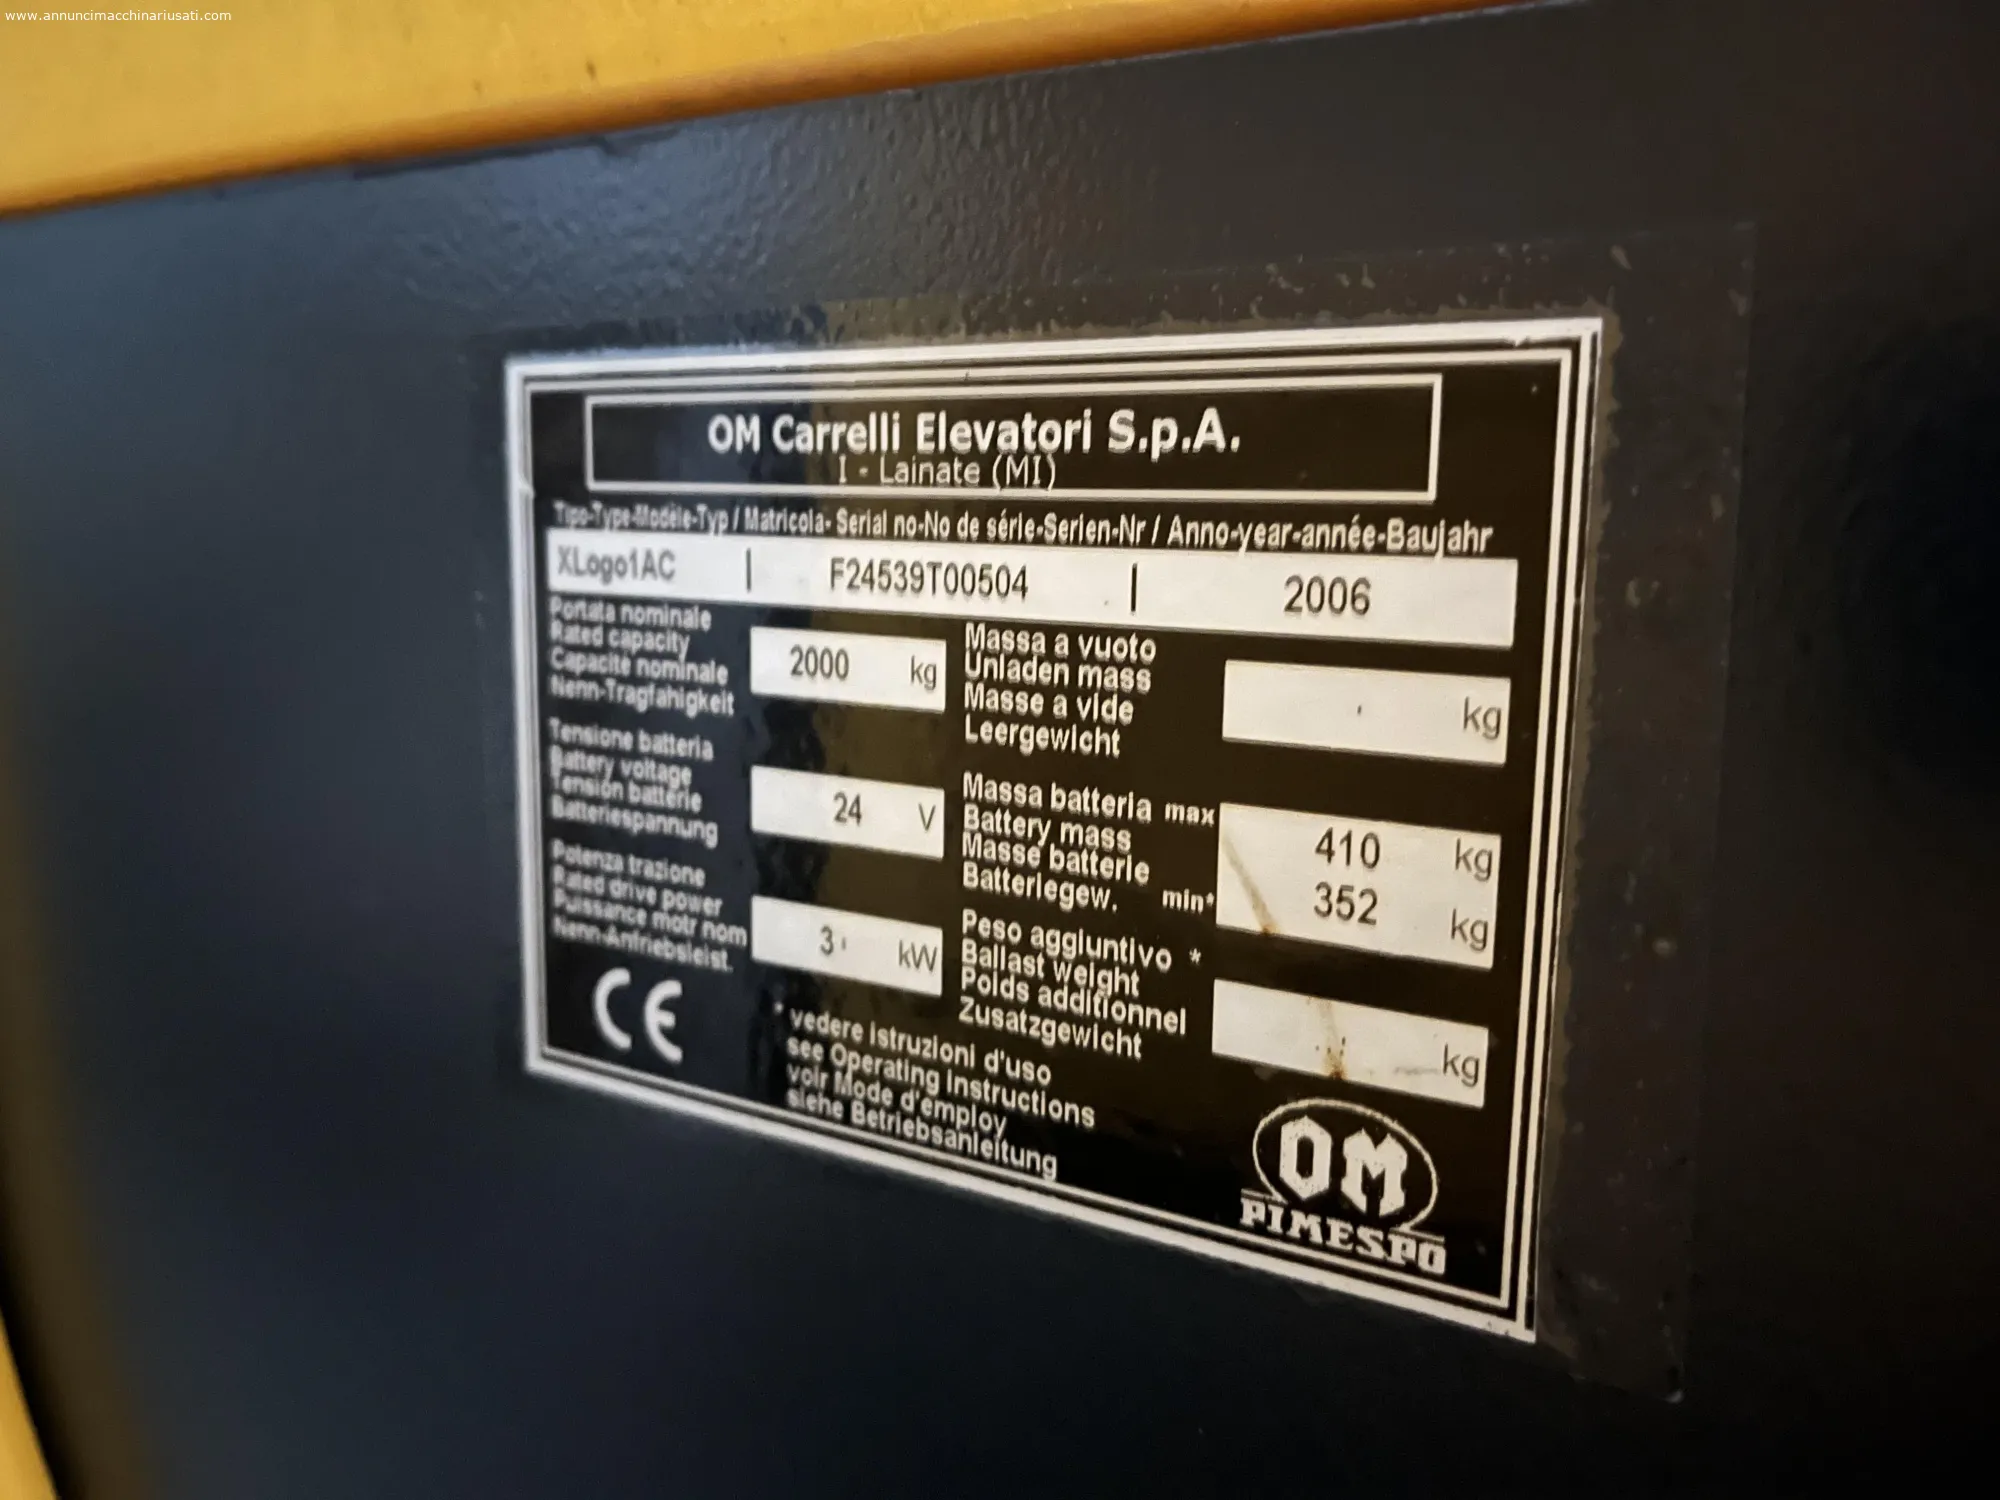 www.annuncimacchinariusati.com
OM Carrelli Elevatori S.p.A.
I - Lainate (MI)
Tipo-Type-Modèle-Typ / Matricola- Serial no-No de série-Serien-Nr / Anno-year-année-Baujahr
XLogo1AC | F24539T00504 | 2006
Portata nominale
Rated capacity
Capacité nominale
Nenn-Tragfahigkeit
2000 kg
Massa a vuoto
Unladen mass
Masse a vide
Leergewicht
kg
Tensione batteria
Battery voltage
Tension batterie
Batteriespannung
24 V
Massa batteria max
Battery mass
Masse batterie
Batteriegew. min*
410 kg
352 kg
Potenza trazione
Rated drive power
Puissance motr nom
Nenn-Antriebsleist.
3 kW
Peso aggiuntivo *
Ballast weight
Poids additionnel
Zusatzgewicht
kg
CE
* vedere istruzioni d'uso
see Operating Instructions
voir Mode d'employ
siehe Betriebsanleitung
OM
PIMESPO